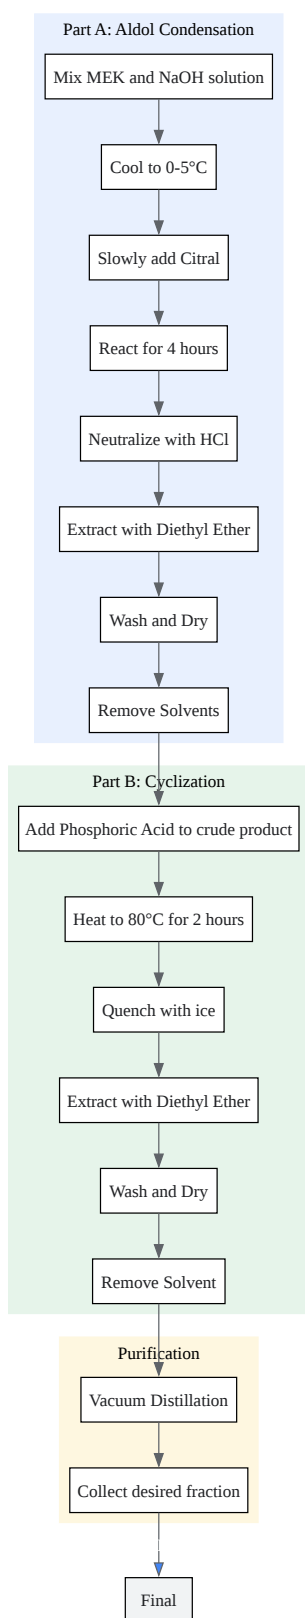 Part A: Aldol Condensation
Mix MEK and NaOH solution
Cool to 0-5°C
Slowly add Citral
React for 4 hours
Neutralize with HCl
Extract with Diethyl Ether
Wash and Dry
Remove Solvents
Part B: Cyclization
Add Phosphoric Acid to crude product
Heat to 80°C for 2 hours
Quench with ice
Extract with Diethyl Ether
Wash and Dry
Remove Solvent
Purification
Vacuum Distillation
Collect desired fraction
Final